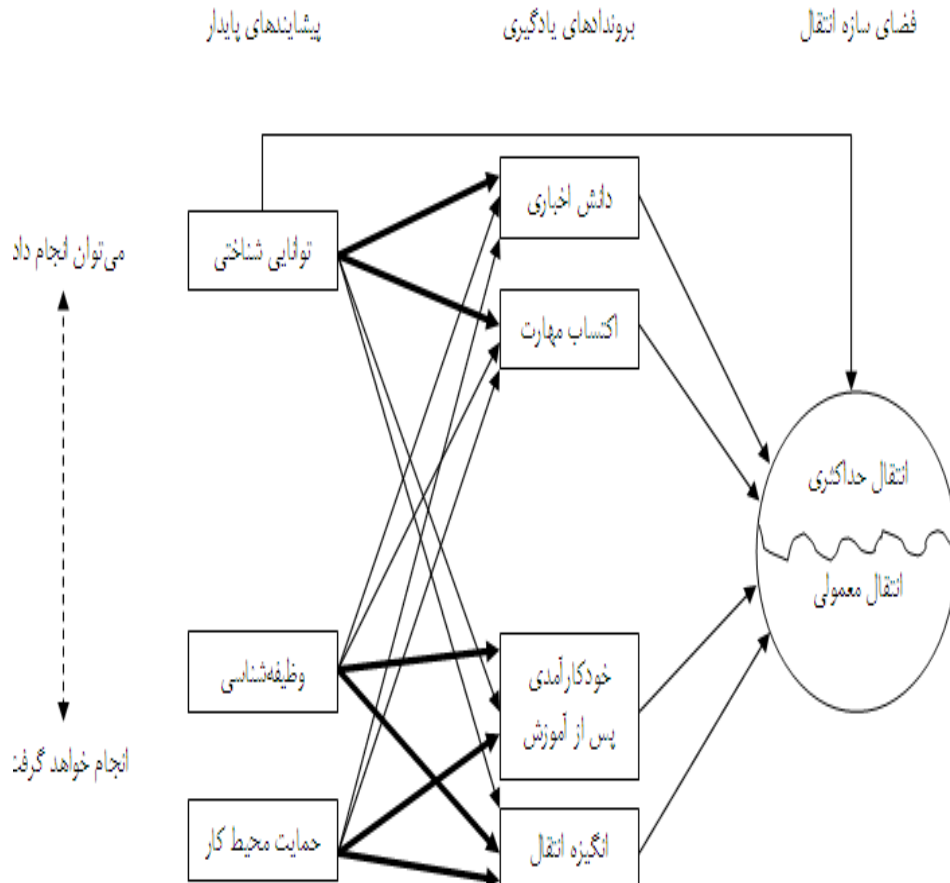 فضای سازه انتقال
بروندادهای یادگیری
پیشایندهای پایدار
دانش اخباری
توانایی شناختی
می‌توان انجام داد
اکتساب مهارت
انتقال حداکثری
انتقال معمولی
خودکارآمدی
پس از آموزش
وظیفه‌شناسی
انجام خواهد گرفت
انگیزه انتقال
حمایت محیط کار